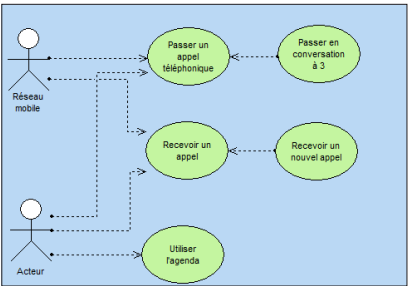 Passer un
appel
téléphonique
Passer en
conversation
à 3
Réseau
mobile
Recevoir un
appel
Recevoir un
nouvel appel
Utiliser
l'agenda
Acteur